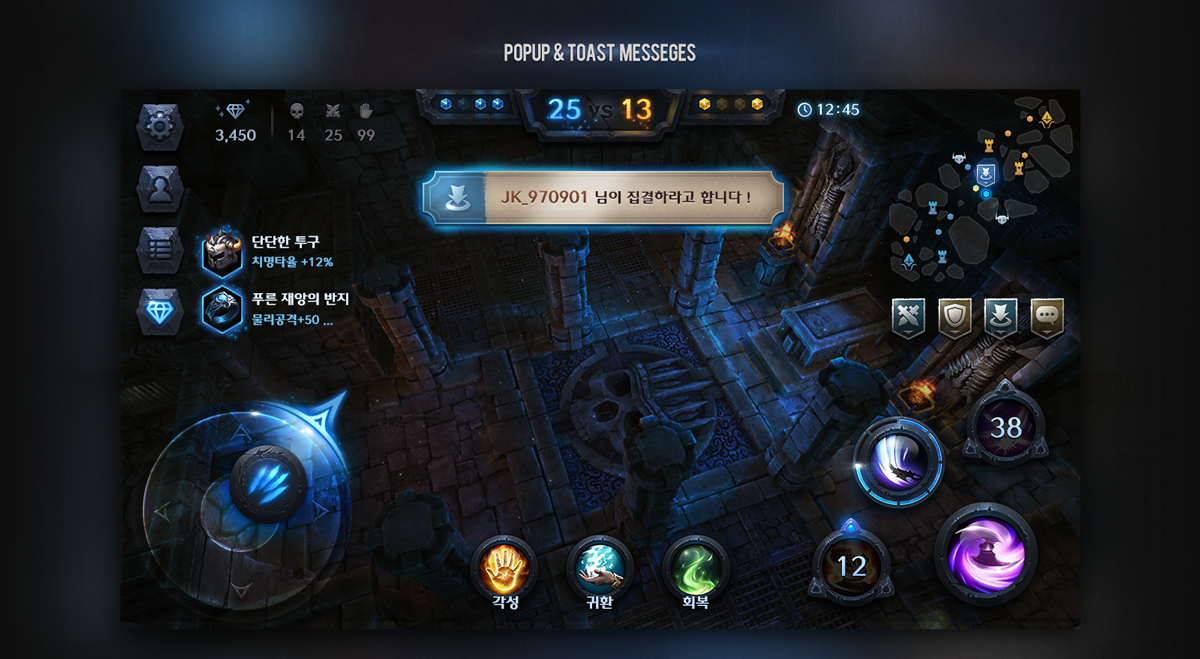 POPUP & TOAST MESSEGES
25 VS 13
12:45
3,450
14 25 99
JK_970901 님이 집결하라고 합니다 !
단단한 투구
치명타율 +12%
푸른 재앙의 반지
물리공격+50 ...
38
12
각성 귀환 회복